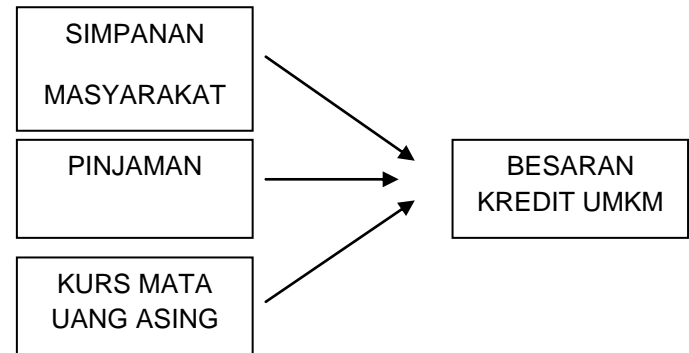 SIMPANAN
MASYARAKAT
PINJAMAN
KURS MATA
UANG ASING
BESARAN
KREDIT UMKM